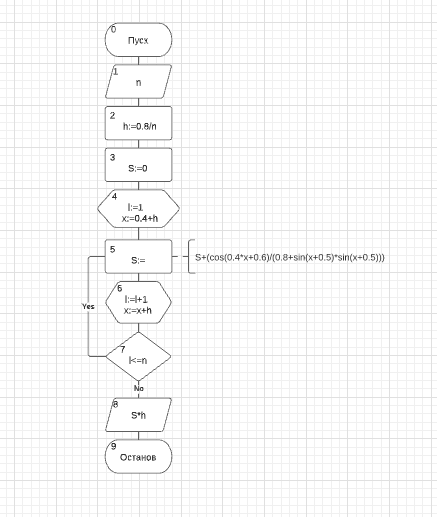 0
Пуск
1
n
2
h:=0.8/n
3
S:=0
4
l:=1
x:=0.4+h
5
S:=
S+(cos(0.4*x+0.6)/(0.8+sin(x+0.5)*sin(x+0.5)))
6
l:=l+1
x:=x+h
Yes
7
l<=n
No
8
S*h
9
Останов